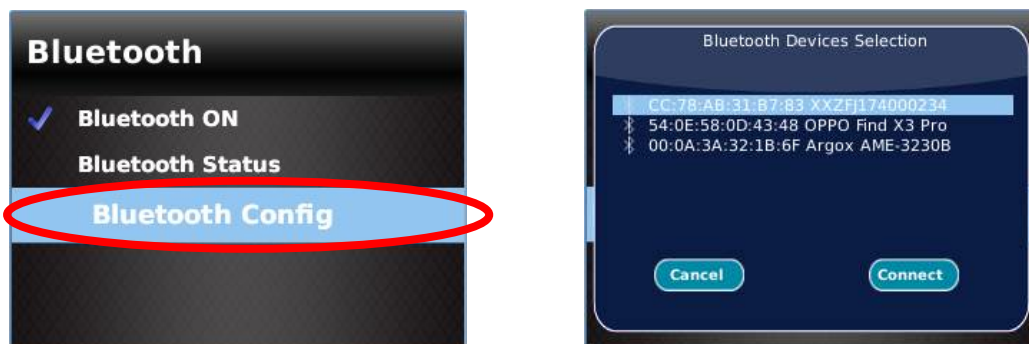 Bluetooth
Bluetooth ON
Bluetooth Status
Bluetooth Config
Bluetooth Devices Selection
CC:78:AB:31:B7:83 XXZFJ174000234
54:0E:58:0D:43:48 OPPO Find X3 Pro
00:0A:3A:32:1B:6F Argox AME-3230B
Cancel Connect